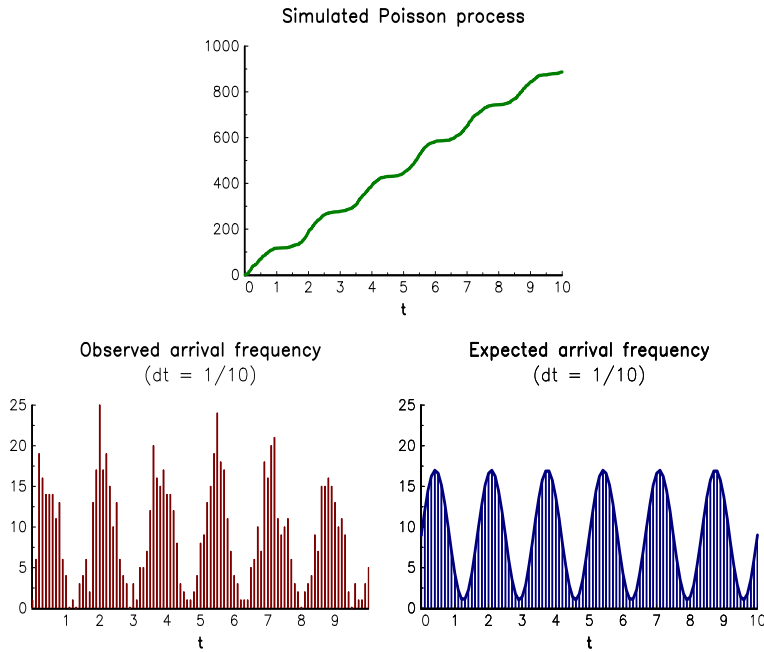 Simulated Poisson process
1000
800
600
400
200
0
0 1 2 3 4 5 6 7 8 9 10
t
Observed arrival frequency
(dt = 1/10)
25
20
15
10
5
0
1 2 3 4 5 6 7 8 9
t
Expected arrival frequency
(dt = 1/10)
25
20
15
10
5
0
0 1 2 3 4 5 6 7 8 9 10
t